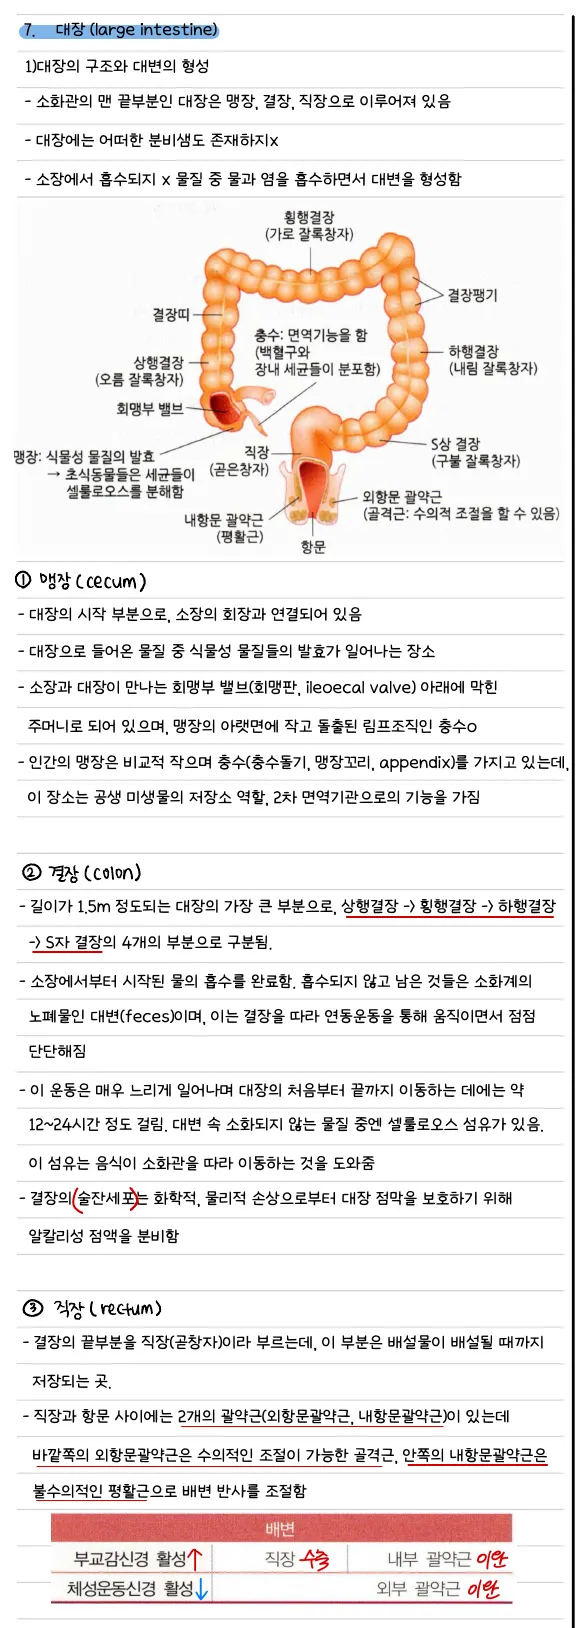 7. 대장 (large intestine)
1)대장의 구조와 대변의 형성
- 소화관의 맨 끝부분인 대장은 맹장, 결장, 직장으로 이루어져 있음
- 대장에는 어떠한 분비샘도 존재하지x
- 소장에서 흡수되지 x 물질 중 물과 염을 흡수하면서 대변을 형성함
횡행결장
(가로 잘록창자)
결장팽기
결장띠
충수: 면역기능을 함
(백혈구와
장내 세균들이 분포함)
상행결장
(오름 잘록창자)
하행결장
(내림 잘록창자)
회맹부 밸브
S상 결장
(구불 잘록창자)
맹장: 식물성 물질의 발효
→ 초식동물들은 세균들이
셀룰로오스를 분해함
직장
(곧은창자)
내항문 괄약근
(평활근)
외항문 괄약근
(골격근: 수의적 조절을 할 수 있음)
항문
① 맹장 (cecum)
- 대장의 시작 부분으로, 소장의 회장과 연결되어 있음
- 대장으로 들어온 물질 중 식물성 물질들의 발효가 일어나는 장소
- 소장과 대장이 만나는 회맹부 밸브(회맹판, ileoecal valve) 아래에 막힌
주머니로 되어 있으며, 맹장의 아랫면에 작고 돌출된 림프조직인 충수o
- 인간의 맹장은 비교적 작으며 충수(충수돌기, 맹장꼬리, appendix)를 가지고 있는데,
이 장소는 공생 미생물의 저장소 역할, 2차 면역기관으로의 기능을 가짐
② 결장 (colon)
- 길이가 1.5m 정도되는 대장의 가장 큰 부분으로, 상행결장 -> 횡행결장 -> 하행결장
-> S자 결장의 4개의 부분으로 구분됨.
- 소장에서부터 시작된 물의 흡수를 완료함. 흡수되지 않고 남은 것들은 소화계의
노폐물인 대변(feces)이며, 이는 결장을 따라 연동운동을 통해 움직이면서 점점
단단해짐
- 이 운동은 매우 느리게 일어나며 대장의 처음부터 끝까지 이동하는 데에는 약
12~24시간 정도 걸림. 대변 속 소화되지 않는 물질 중엔 셀룰로오스 섬유가 있음.
이 섬유는 음식이 소화관을 따라 이동하는 것을 도와줌
- 결장의(술잔세포)는 화학적, 물리적 손상으로부터 대장 점막을 보호하기 위해
알칼리성 점액을 분비함
③ 직장 (rectum)
- 결장의 끝부분을 직장(곧창자)이라 부르는데, 이 부분은 배설물이 배설될 때까지
저장되는 곳.
- 직장과 항문 사이에는 2개의 괄약근(외항문괄약근, 내항문괄약근)이 있는데
바깥쪽의 외항문괄약근은 수의적인 조절이 가능한 골격근, 안쪽의 내항문괄약근은
불수의적인 평활근으로 배변 반사를 조절함
배변
부교감신경 활성↑ 직장 수축 내부 괄약근 이완
체성운동신경 활성↓ 외부 괄약근 이완